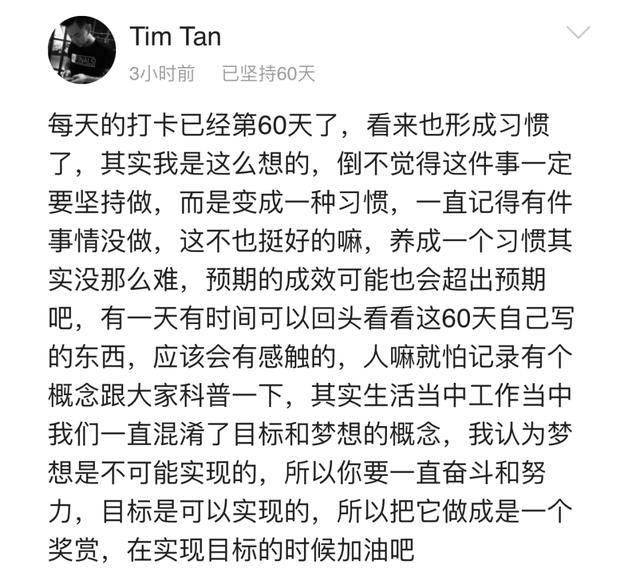 Tim Tan
3小时前 已坚持60天
每天的打卡已经第60天了，看来也形成习惯
了，其实我是这么想的，倒不觉得这件事一定
要坚持做，而是变成一种习惯，一直记得有件
事情没做，这不也挺好的嘛，养成一个习惯其
实没那么难，预期的成效可能也会超出预期
吧，有一天有时间可以回头看看这60天自己写
的东西，应该会有感触的，人嘛就怕记录有个
概念跟大家科普一下，其实生活当中工作当中
我们一直混淆了目标和梦想的概念，我认为梦
想是不可能实现的，所以你要一直奋斗和努
力，目标是可以实现的，所以把它做成是一个
奖赏，在实现目标的时候加油吧